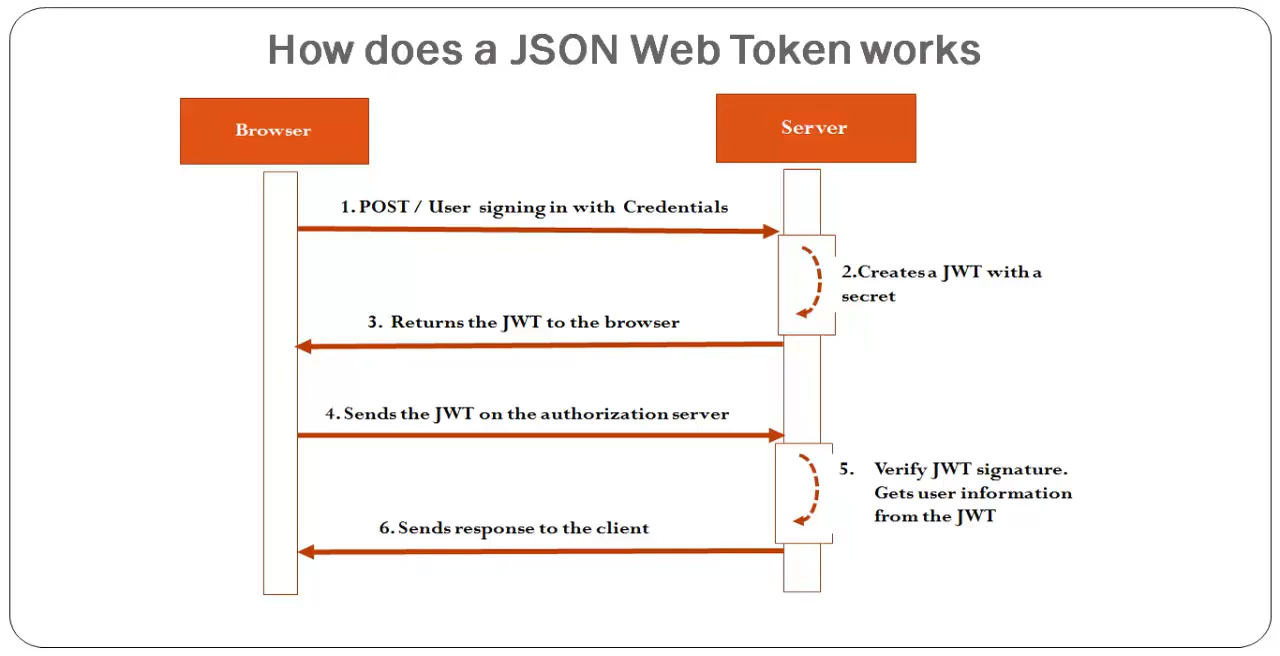 How does a JSON Web Token works
Browser
Server
1. POST / User signing in with Credentials
2.Creates a JWT with a
secret
3. Returns the JWT to the browser
4. Sends the JWT on the authorization server
5. Verify JWT signature.
Gets user information
from the JWT
6. Sends response to the client